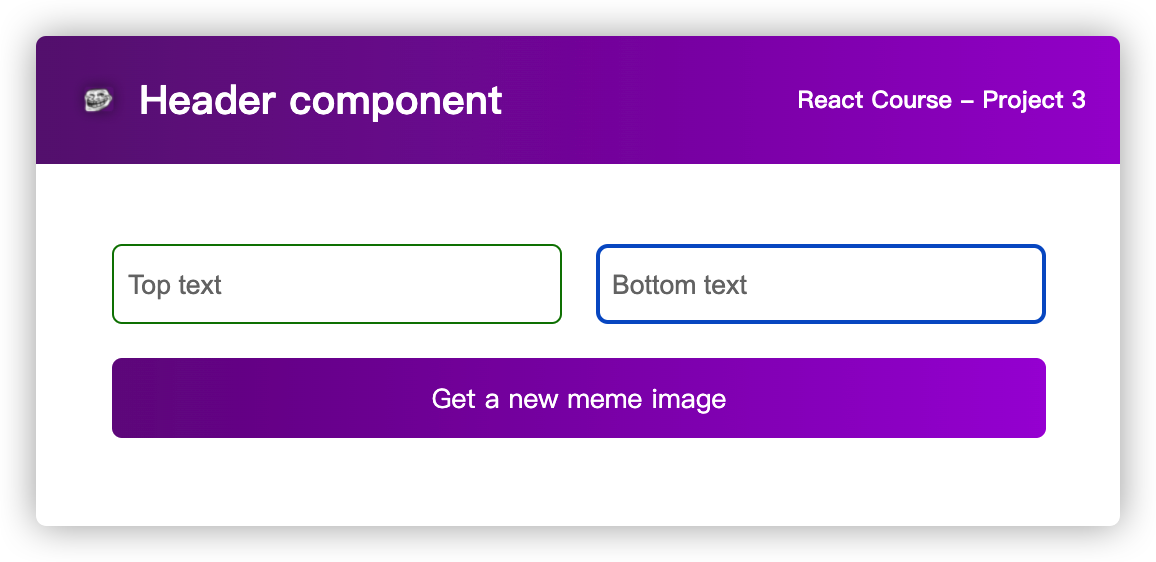 Header component
React Course – Project 3
Top text
Bottom text
Get a new meme image